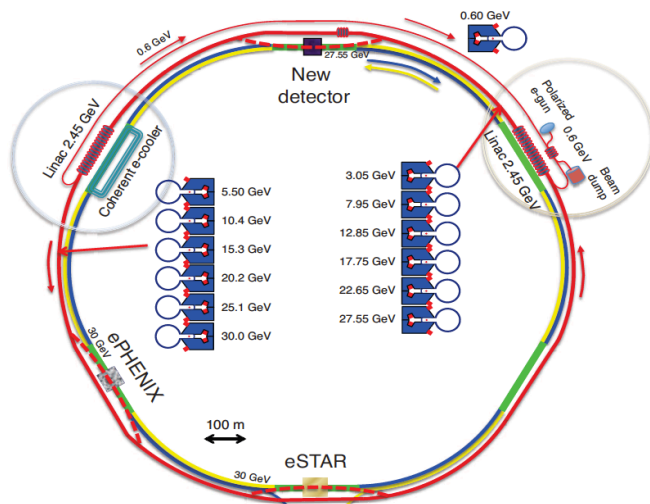 0.60 GeV
0.6 GeV
27.55 GeV
New
detector
Linac 2.45 GeV
Coherent e-cooler
Polarized
e-gun
0.6 GeV
Beam
dump
Linac 2.45 GeV
5.50 GeV
10.4 GeV
15.3 GeV
20.2 GeV
25.1 GeV
30.0 GeV
3.05 GeV
7.95 GeV
12.85 GeV
17.75 GeV
22.65 GeV
27.55 GeV
30 GeV
ePHENIX
100 m
30 GeV
eSTAR